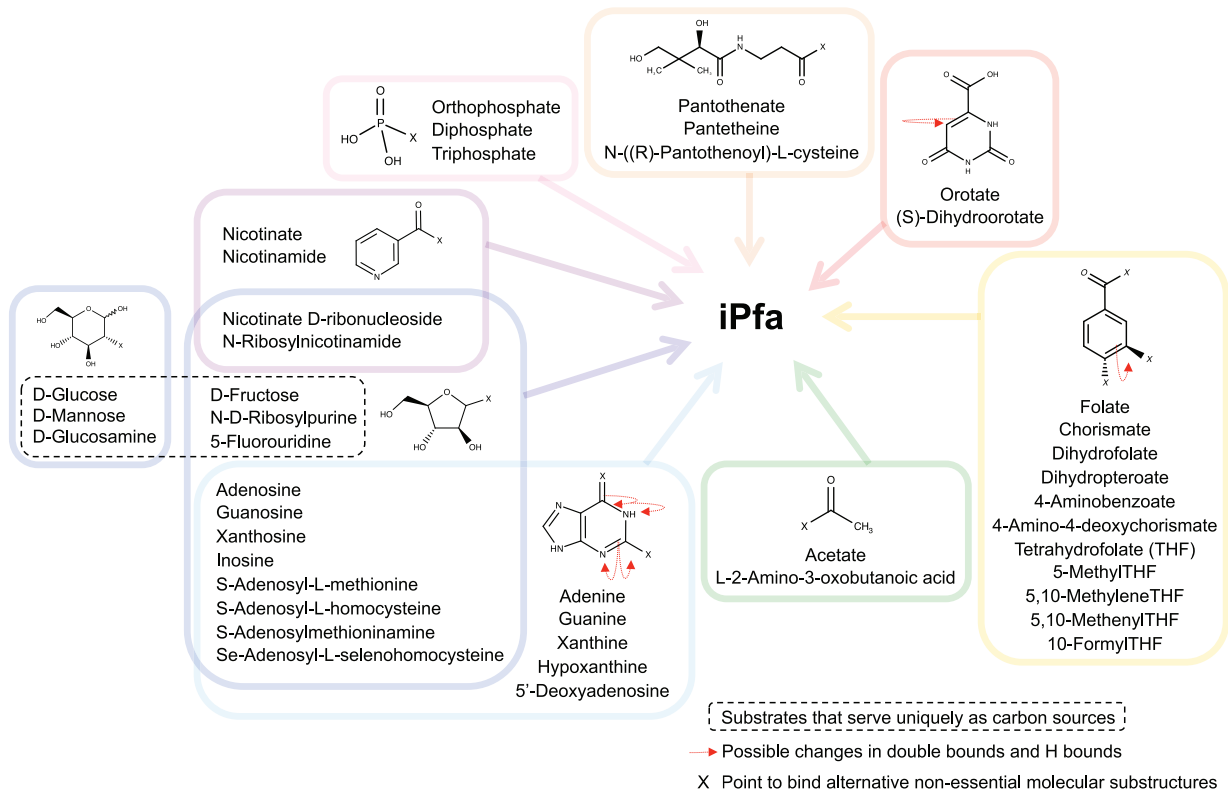 O
P
HO
X
OH
Orthophosphate
Diphosphate
Triphosphate
OH
HO
H₃C
CH₃
O
H
N
X
O
Pantothenate
Pantetheine
N-((R)-Pantothenoyl)-L-cysteine
O
OH
NH
O
N
H
O
Orotate
(S)-Dihydroorotate
Nicotinate
Nicotinamide
O
X
N
Nicotinate D-ribonucleoside
N-Ribosylnicotinamide
HO
O
OH
HO
X
OH
D-Glucose
D-Mannose
D-Glucosamine
D-Fructose
N-D-Ribosylpurine
5-Fluorouridine
HO
O
X
HO
OH
iPfa
Adenosine
Guanosine
Xanthosine
Inosine
S-Adenosyl-L-methionine
S-Adenosyl-L-homocysteine
S-Adenosylmethioninamine
Se-Adenosyl-L-selenohomocysteine
X
N
NH
HN
N
X
Adenine
Guanine
Xanthine
Hypoxanthine
5'-Deoxyadenosine
O
X
CH₃
Acetate
L-2-Amino-3-oxobutanoic acid
O
X
X
X
Folate
Chorismate
Dihydrofolate
Dihydropteroate
4-Aminobenzoate
4-Amino-4-deoxychorismate
Tetrahydrofolate (THF)
5-MethylTHF
5,10-MethyleneTHF
5,10-MethenylTHF
10-FormylTHF
Substrates that serve uniquely as carbon sources
Possible changes in double bounds and H bounds
X Point to bind alternative non-essential molecular substructures